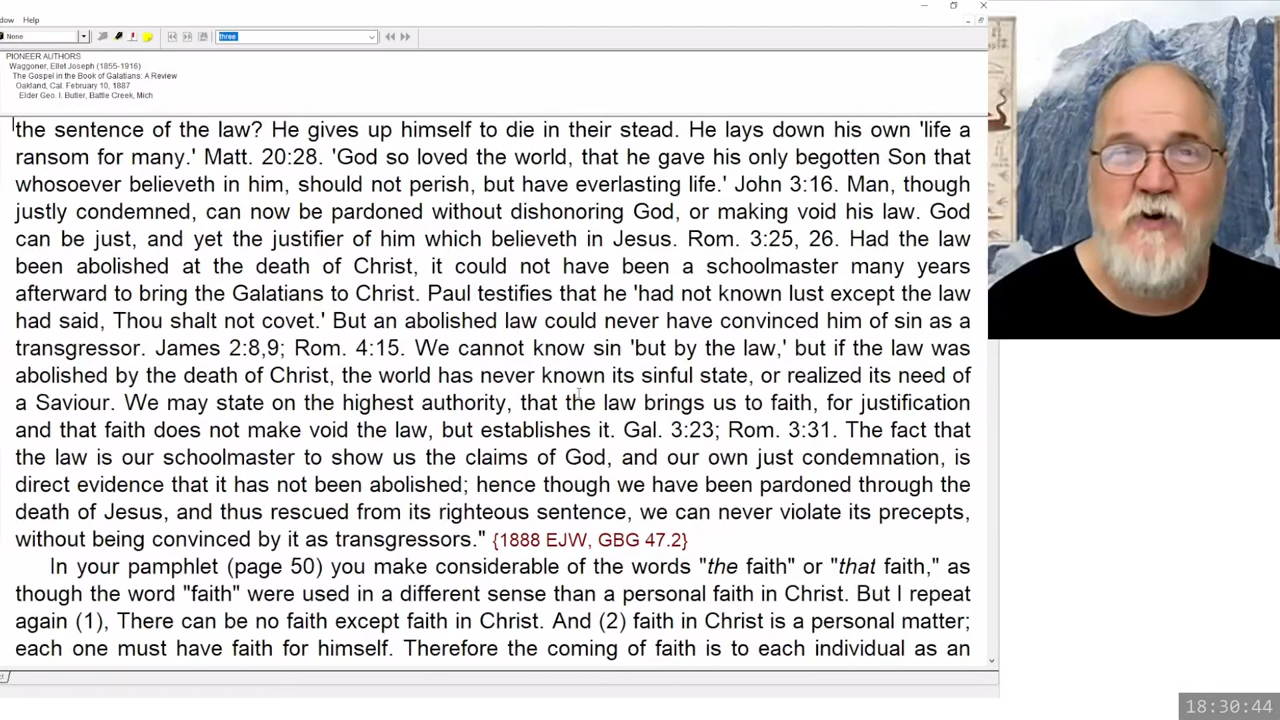 dow Help
None
three
PIONEER AUTHORS
Waggoner, Ellet Joseph (1855-1916)
The Gospel in the Book of Galatians: A Review
Oakland, Cal. February 10, 1887
Elder Geo. I. Butler, Battle Creek, Mich
the sentence of the law? He gives up himself to die in their stead. He lays down his own 'life a
ransom for many.' Matt. 20:28. 'God so loved the world, that he gave his only begotten Son that
whosoever believeth in him, should not perish, but have everlasting life.' John 3:16. Man, though
justly condemned, can now be pardoned without dishonoring God, or making void his law. God
can be just, and yet the justifier of him which believeth in Jesus. Rom. 3:25, 26. Had the law
been abolished at the death of Christ, it could not have been a schoolmaster many years
afterward to bring the Galatians to Christ. Paul testifies that he 'had not known lust except the law
had said, Thou shalt not covet.' But an abolished law could never have convinced him of sin as a
transgressor. James 2:8,9; Rom. 4:15. We cannot know sin 'but by the law,' but if the law was
abolished by the death of Christ, the world has never known its sinful state, or realized its need of
a Saviour. We may state on the highest authority, that the law brings us to faith, for justification
and that faith does not make void the law, but establishes it. Gal. 3:23; Rom. 3:31. The fact that
the law is our schoolmaster to show us the claims of God, and our own just condemnation, is
direct evidence that it has not been abolished; hence though we have been pardoned through the
death of Jesus, and thus rescued from its righteous sentence, we can never violate its precepts,
without being convinced by it as transgressors." {1888 EJW, GBG 47.2}
In your pamphlet (page 50) you make considerable of the words "the faith" or "that faith," as
though the word "faith" were used in a different sense than a personal faith in Christ. But I repeat
again (1), There can be no faith except faith in Christ. And (2) faith in Christ is a personal matter;
each one must have faith for himself. Therefore the coming of faith is to each individual as an
18:30:44